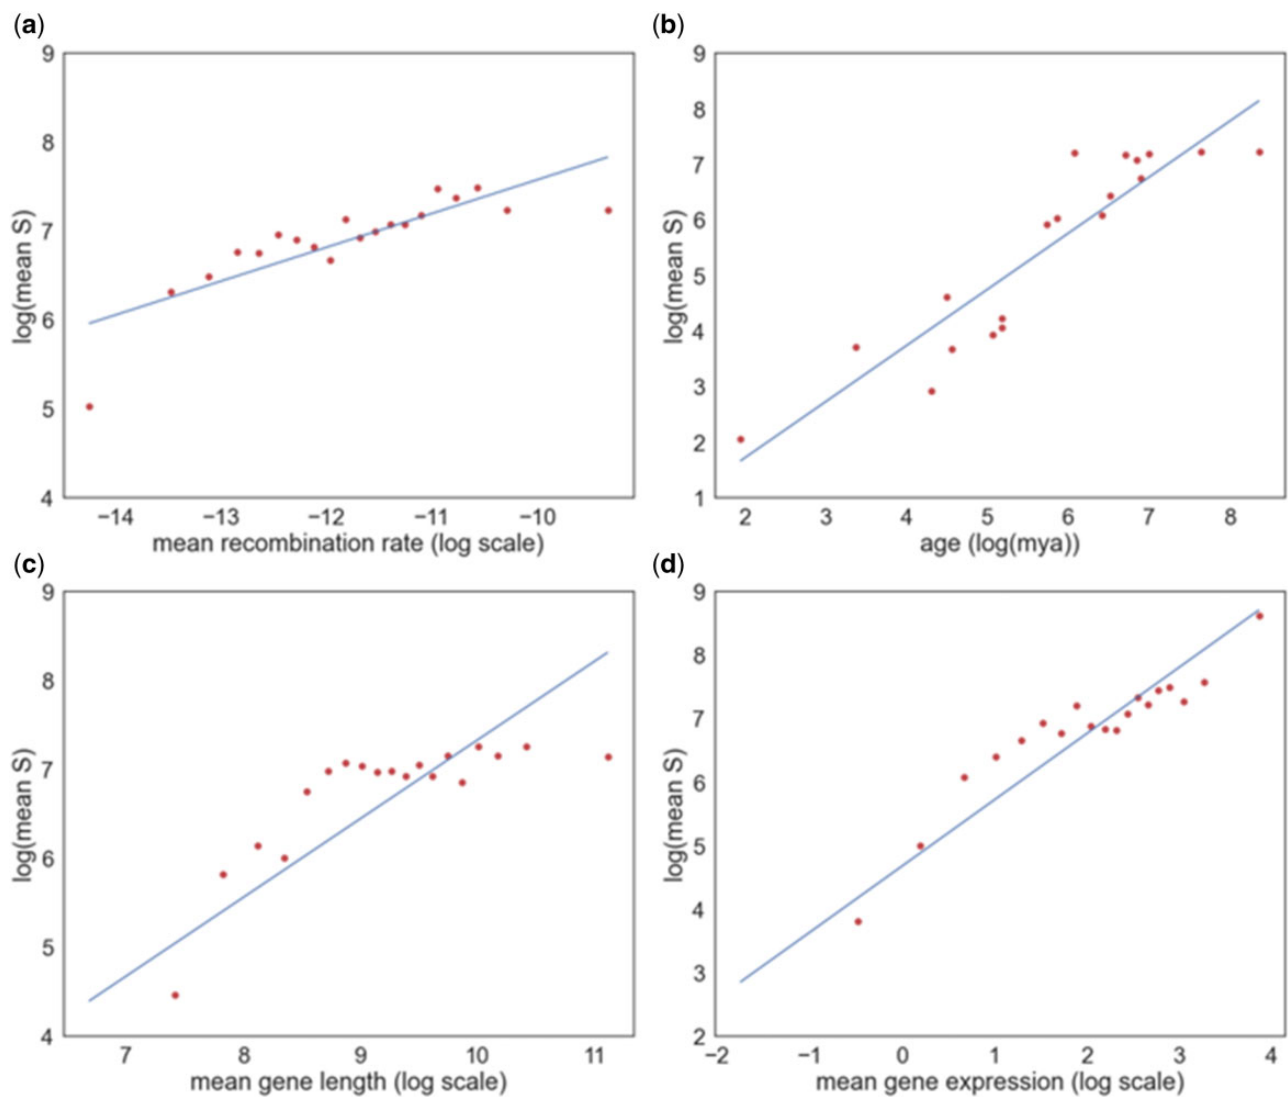 (a)
9
8
7
6
5
4
log(mean S)
−14 −13 −12 −11 −10
mean recombination rate (log scale)
(b)
9
8
7
6
5
4
3
2
1
log(mean S)
2 3 4 5 6 7 8
age (log(mya))
(c)
9
8
7
6
5
4
log(mean S)
7 8 9 10 11
mean gene length (log scale)
(d)
9
8
7
6
5
4
3
2
log(mean S)
−2 −1 0 1 2 3 4
mean gene expression (log scale)